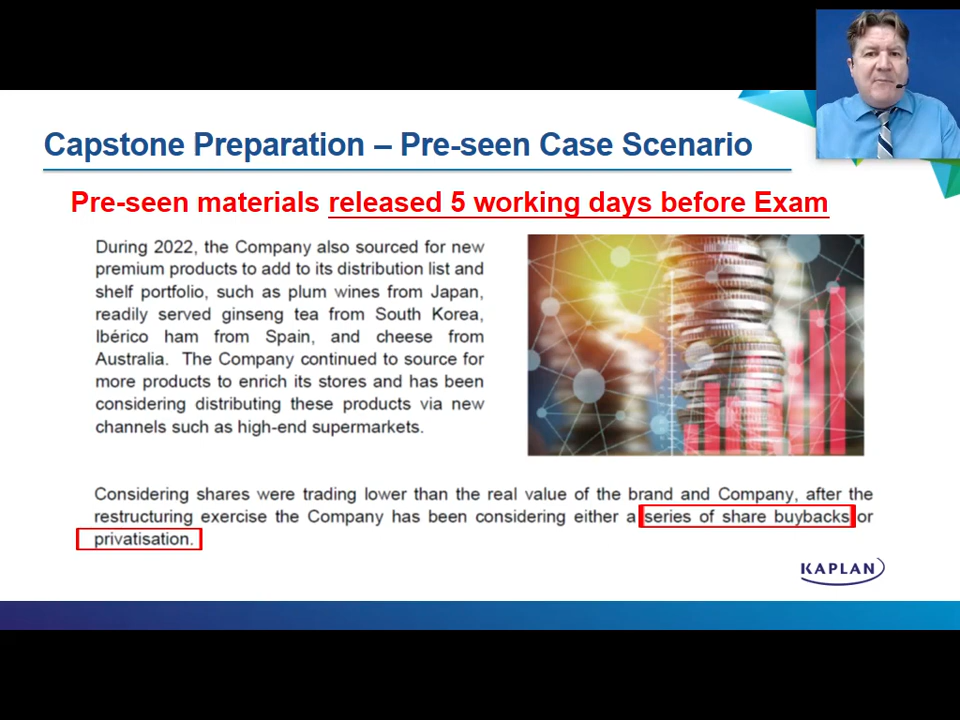 Capstone Preparation – Pre-seen Case Scenario
Pre-seen materials released 5 working days before Exam
During 2022, the Company also sourced for new
premium products to add to its distribution list and
shelf portfolio, such as plum wines from Japan,
readily served ginseng tea from South Korea,
Ibérico ham from Spain, and cheese from
Australia. The Company continued to source for
more products to enrich its stores and has been
considering distributing these products via new
channels such as high-end supermarkets.
Considering shares were trading lower than the real value of the brand and Company, after the
restructuring exercise the Company has been considering either a series of share buybacks or
privatisation.
KAPLAN